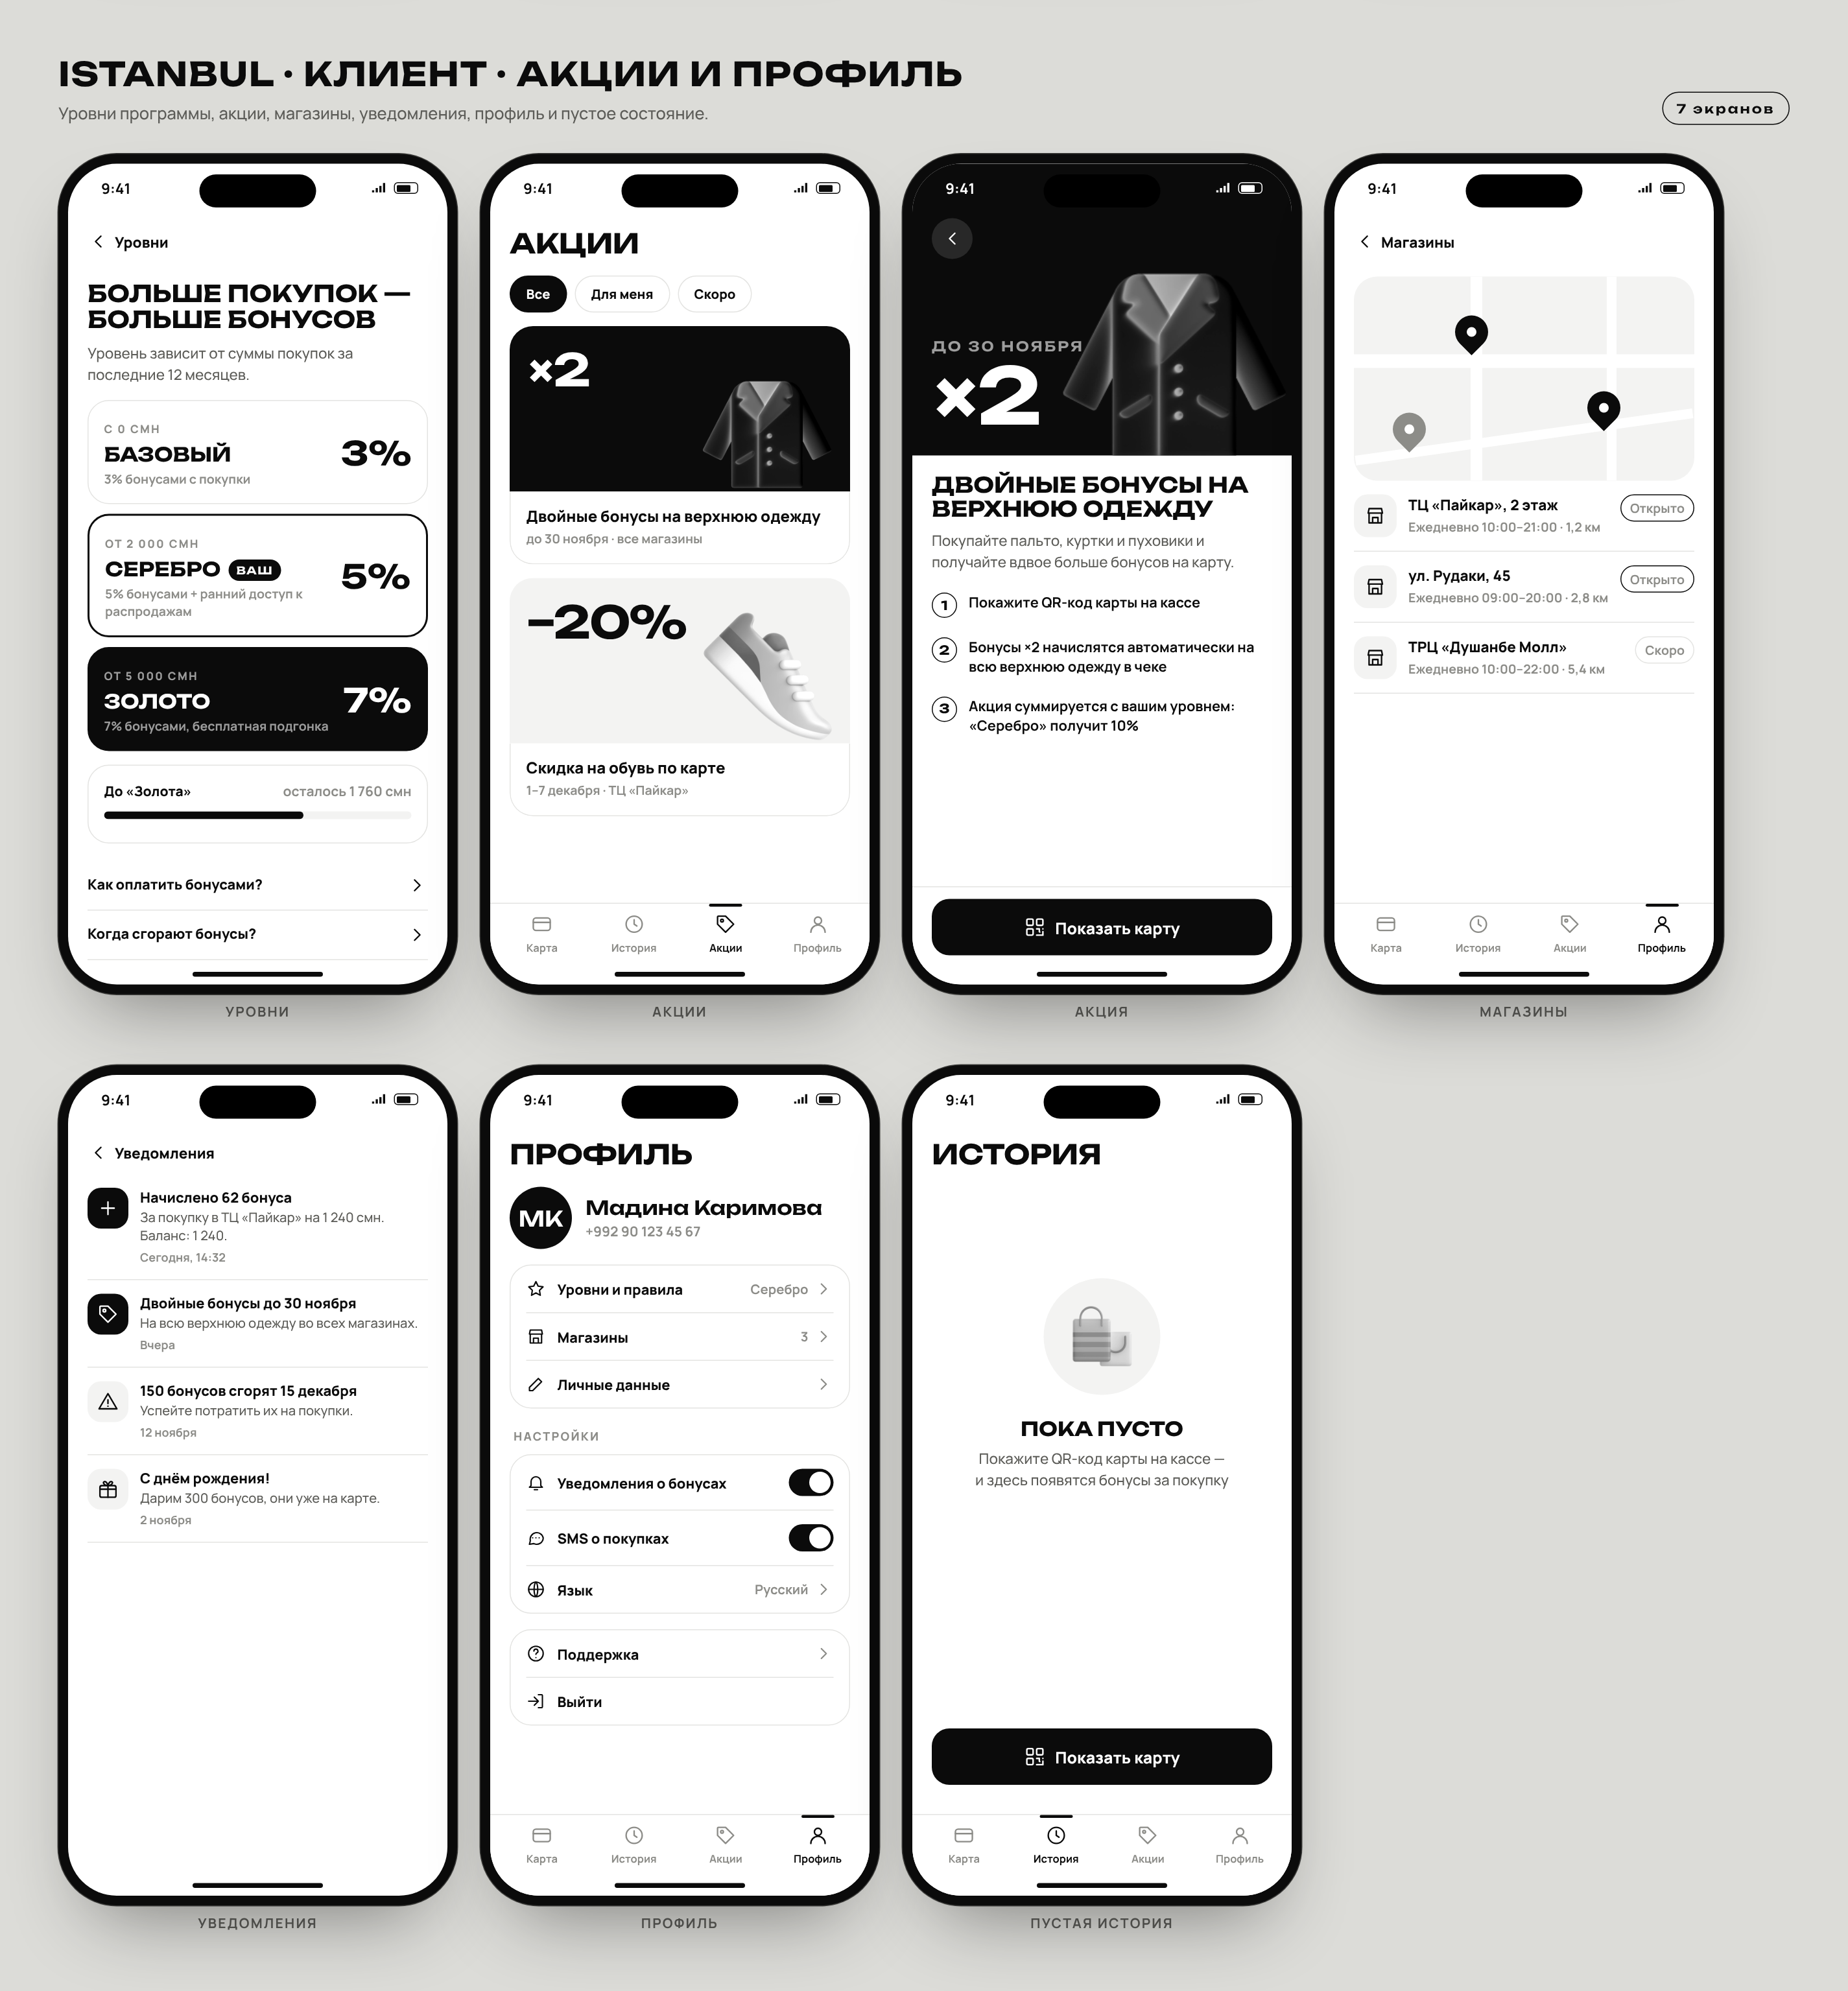 ISTANBUL · КЛИЕНТ · АКЦИИ И ПРОФИЛЬ
Уровни программы, акции, магазины, уведомления, профиль и пустое состояние.
7 экранов
9:41
Уровни
БОЛЬШЕ ПОКУПОК —
БОЛЬШЕ БОНУСОВ
Уровень зависит от суммы покупок за
последние 12 месяцев.
С 0 СМН
БАЗОВЫЙ
3% бонусами с покупки
3%
ОТ 2 000 СМН
СЕРЕБРО ВАШ
5% бонусами + ранний доступ к
распродажам
5%
ОТ 5 000 СМН
ЗОЛОТО
7% бонусами, бесплатная подгонка
7%
До «Золота» осталось 1 760 смн
Как оплатить бонусами?
Когда сгорают бонусы?
УРОВНИ
9:41
АКЦИИ
Все Для меня Скоро
×2
Двойные бонусы на верхнюю одежду
до 30 ноября · все магазины
−20%
Скидка на обувь по карте
1–7 декабря · ТЦ «Пайкар»
Карта История Акции Профиль
АКЦИИ
9:41
ДО 30 НОЯБРЯ
×2
ДВОЙНЫЕ БОНУСЫ НА
ВЕРХНЮЮ ОДЕЖДУ
Покупайте пальто, куртки и пуховики и
получайте вдвое больше бонусов на карту.
1 Покажите QR-код карты на кассе
2 Бонусы ×2 начислятся автоматически на
всю верхнюю одежду в чеке
3 Акция суммируется с вашим уровнем:
«Серебро» получит 10%
Показать карту
АКЦИЯ
9:41
Магазины
ТЦ «Пайкар», 2 этаж
Ежедневно 10:00–21:00 · 1,2 км
Открыто
ул. Рудаки, 45
Ежедневно 09:00–20:00 · 2,8 км
Открыто
ТРЦ «Душанбе Молл»
Ежедневно 10:00–22:00 · 5,4 км
Скоро
Карта История Акции Профиль
МАГАЗИНЫ
9:41
Уведомления
Начислено 62 бонуса
За покупку в ТЦ «Пайкар» на 1 240 смн.
Баланс: 1 240.
Сегодня, 14:32
Двойные бонусы до 30 ноября
На всю верхнюю одежду во всех магазинах.
Вчера
150 бонусов сгорят 15 декабря
Успейте потратить их на покупки.
12 ноября
С днём рождения!
Дарим 300 бонусов, они уже на карте.
2 ноября
УВЕДОМЛЕНИЯ
9:41
ПРОФИЛЬ
МК
Мадина Каримова
+992 90 123 45 67
Уровни и правила Серебро
Магазины 3
Личные данные
НАСТРОЙКИ
Уведомления о бонусах
SMS о покупках
Язык Русский
Поддержка
Выйти
Карта История Акции Профиль
ПРОФИЛЬ
9:41
ИСТОРИЯ
ПОКА ПУСТО
Покажите QR-код карты на кассе —
и здесь появятся бонусы за покупку
Показать карту
Карта История Акции Профиль
ПУСТАЯ ИСТОРИЯ